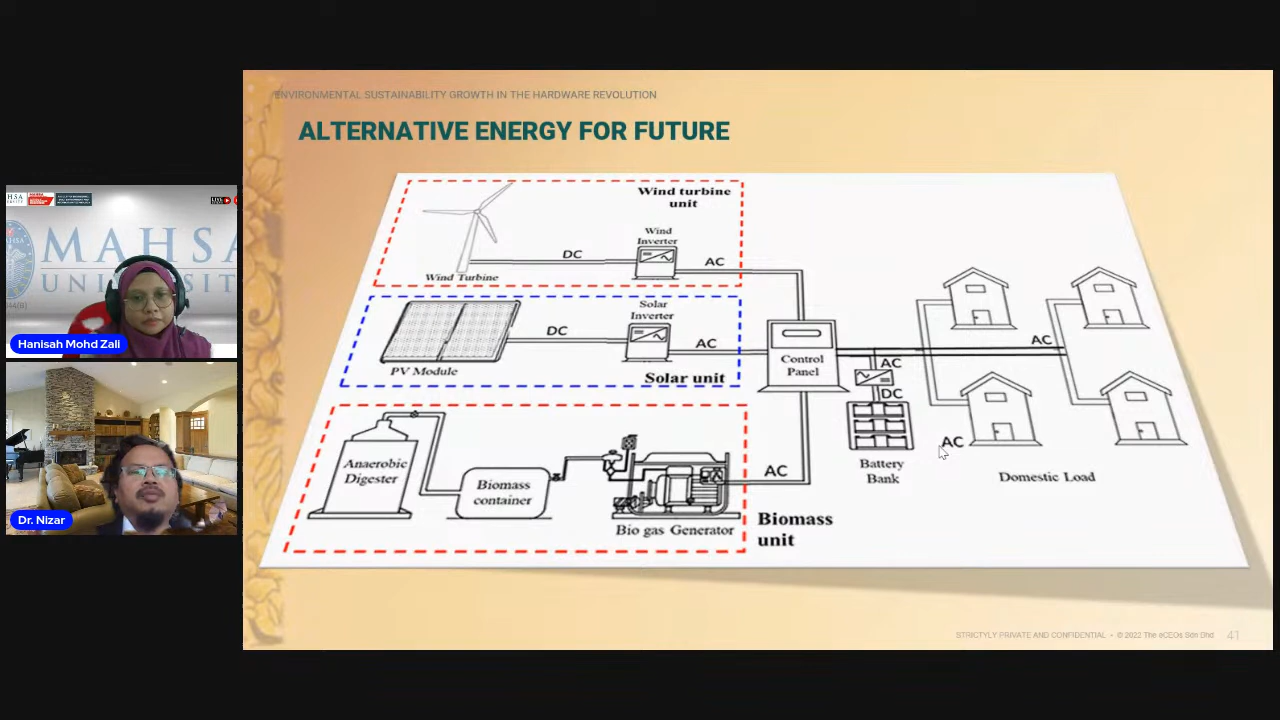 ENVIRONMENTAL SUSTAINABILITY GROWTH IN THE HARDWARE REVOLUTION
ALTERNATIVE ENERGY FOR FUTURE
Wind turbine
unit
Wind
Inverter
DC
AC
Wind Turbine
Solar
Inverter
DC
AC
PV Module
Solar unit
Control
Panel
AC
DC
AC
Battery
Bank
AC
Domestic Load
Anaerobic
Digester
Biomass
container
AC
Bio gas Generator
Biomass
unit
MAHSA
UNI
Hanisah Mohd Zali
Dr. Nizar
STRICTYLY PRIVATE AND CONFIDENTIAL • © 2022 The eCEOs Sdn Bhd 41